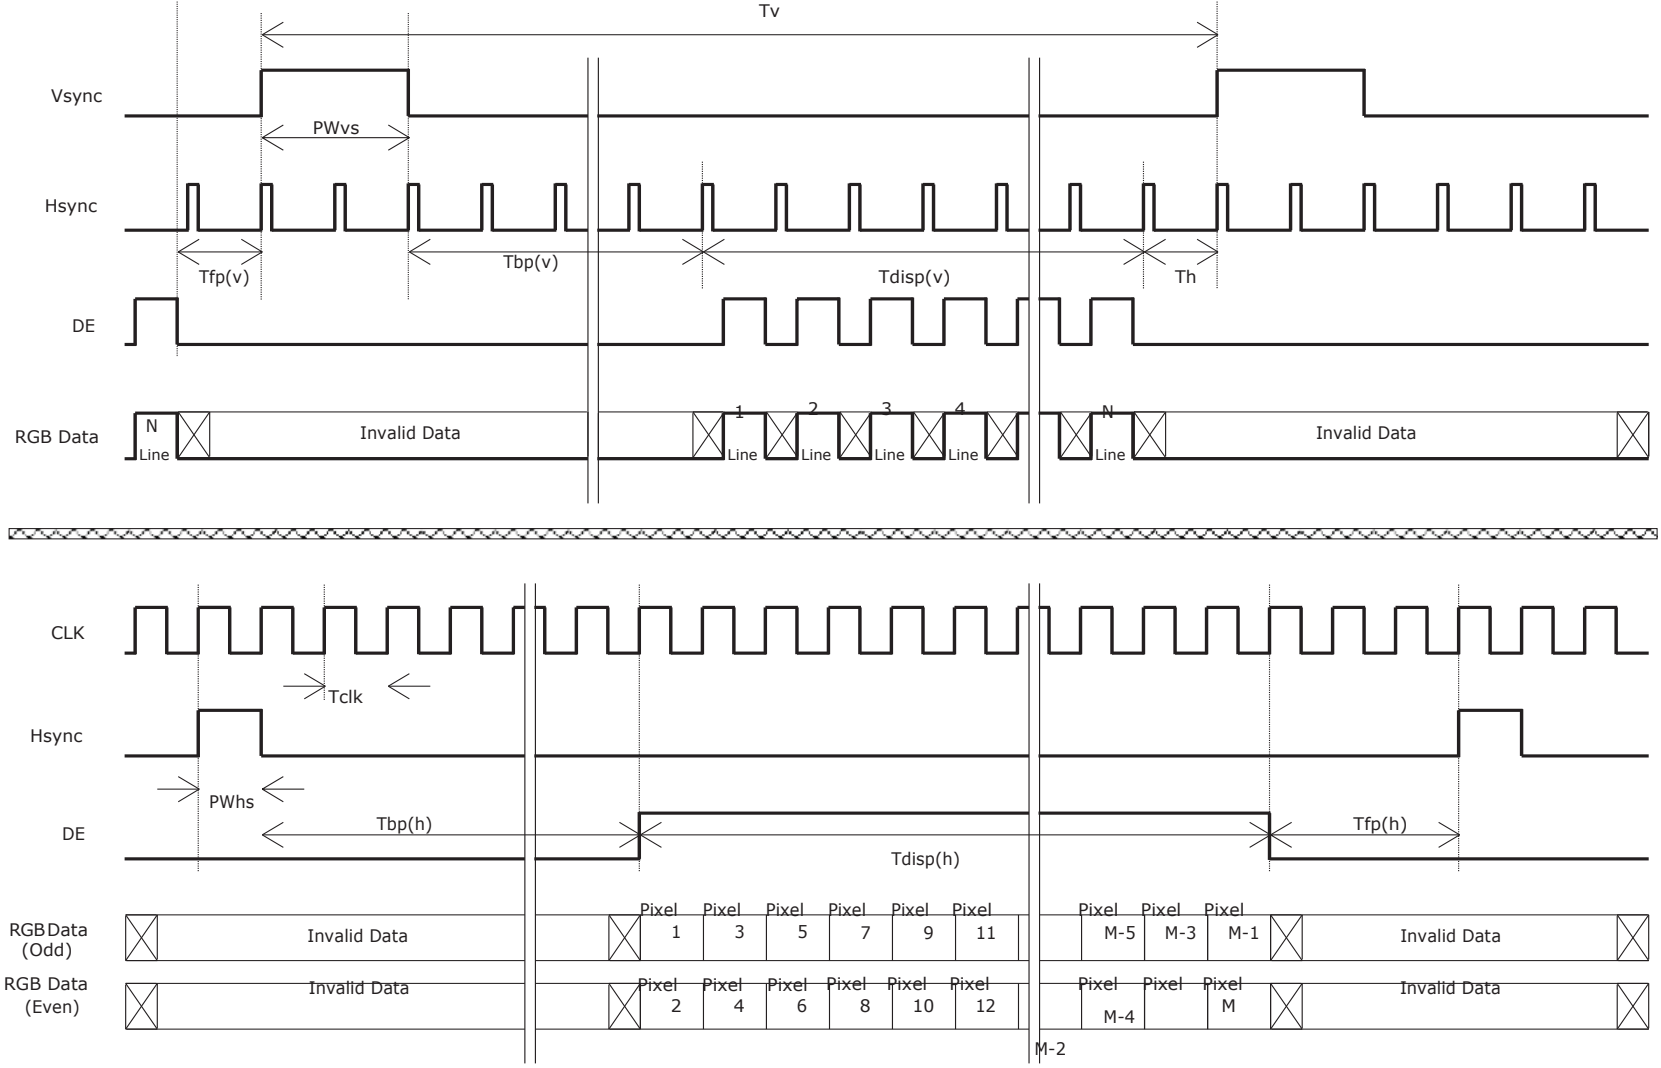 Tv
Vsync
PWvs
Hsync
Tfp(v)
Tbp(v)
Tdisp(v)
Th
DE
RGB Data
N
Line
Invalid Data
1
Line
2
Line
3
Line
4
Line
N
Line
Invalid Data
CLK
Tclk
Hsync
PWhs
DE
Tbp(h)
Tdisp(h)
Tfp(h)
RGB Data
(Odd)
Invalid Data
Pixel Pixel Pixel Pixel Pixel Pixel Pixel Pixel Pixel
1 3 5 7 9 11 M-5 M-3 M-1
Invalid Data
RGB Data
(Even)
Invalid Data
Pixel Pixel Pixel Pixel Pixel Pixel Pixel Pixel Pixel
2 4 6 8 10 12 M-4 M
Invalid Data
M-2